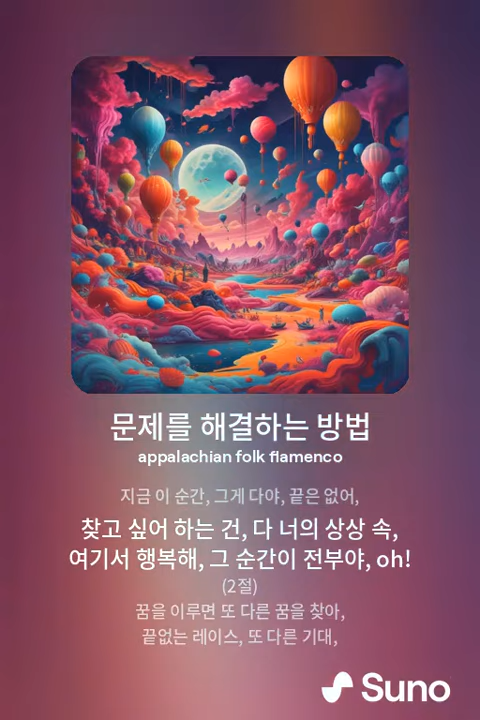 문제를 해결하는 방법
appalachian folk flamenco
지금 이 순간, 그게 다야, 끝은 없어,
찾고 싶어 하는 건, 다 너의 상상 속,
여기서 행복해, 그 순간이 전부야, oh!
(2절)
꿈을 이루면 또 다른 꿈을 찾아,
끝없는 레이스, 또 다른 기대,
Suno